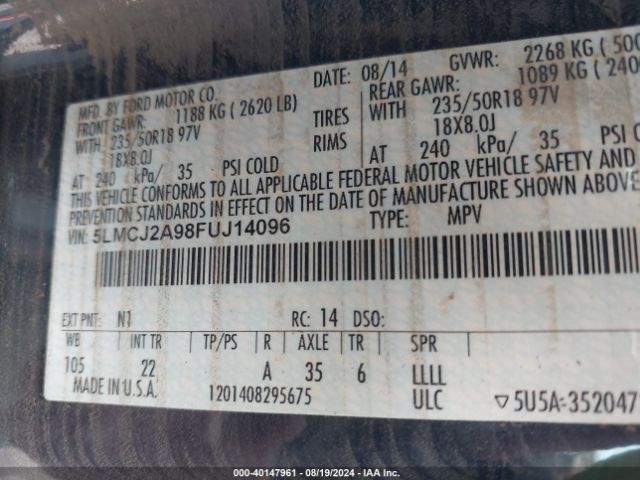 MFD. BY FORD MOTOR CO. DATE: 08/14 GVWR: 2268 KG ( 500
FRONT GAWR: 1188 KG ( 2620 LB) REAR GAWR: 1089 KG ( 240
WITH 235/50R18 97V TIRES WITH 235/50R18 97V
18X8.0J RIMS 18X8.0J
AT 240 kPa/ 35 PSI COLD AT 240 kPa/ 35 PSI CO
THIS VEHICLE CONFORMS TO ALL APPLICABLE FEDERAL MOTOR VEHICLE SAFETY AND
PREVENTION STANDARDS IN EFFECT ON THE DATE OF MANUFACTURE SHOWN ABOVE
VIN: 5LMCJ2A98FUJ14096 TYPE: MPV
EXT PNT: N1 RC: 14 DSO:
WB INT TR TP/PS R AXLE TR SPR
105 22 A 35 6 LLLL
MADE IN U.S.A. 1201408295675 ULC ▽5U5A-352047
000-40147961 - 08/19/2024 - IAA Inc.